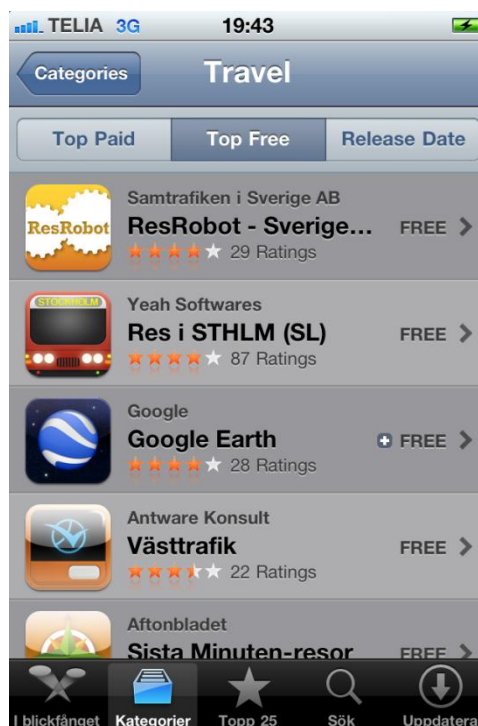 TELIA 3G 19:43
Categories Travel
Top Paid Top Free Release Date
Samtrafiken i Sverige AB
ResRobot
ResRobot - Sverige... FREE
29 Ratings
STOCKHOLM
Yeah Softwares
Res i STHLM (SL) FREE
87 Ratings
Google
Google Earth FREE
28 Ratings
Antware Konsult
Västtrafik FREE
22 Ratings
Aftonbladet
Sista Minuten-resor FREE
I blickfånget Kategorier Topp 25 Sök Uppdatera